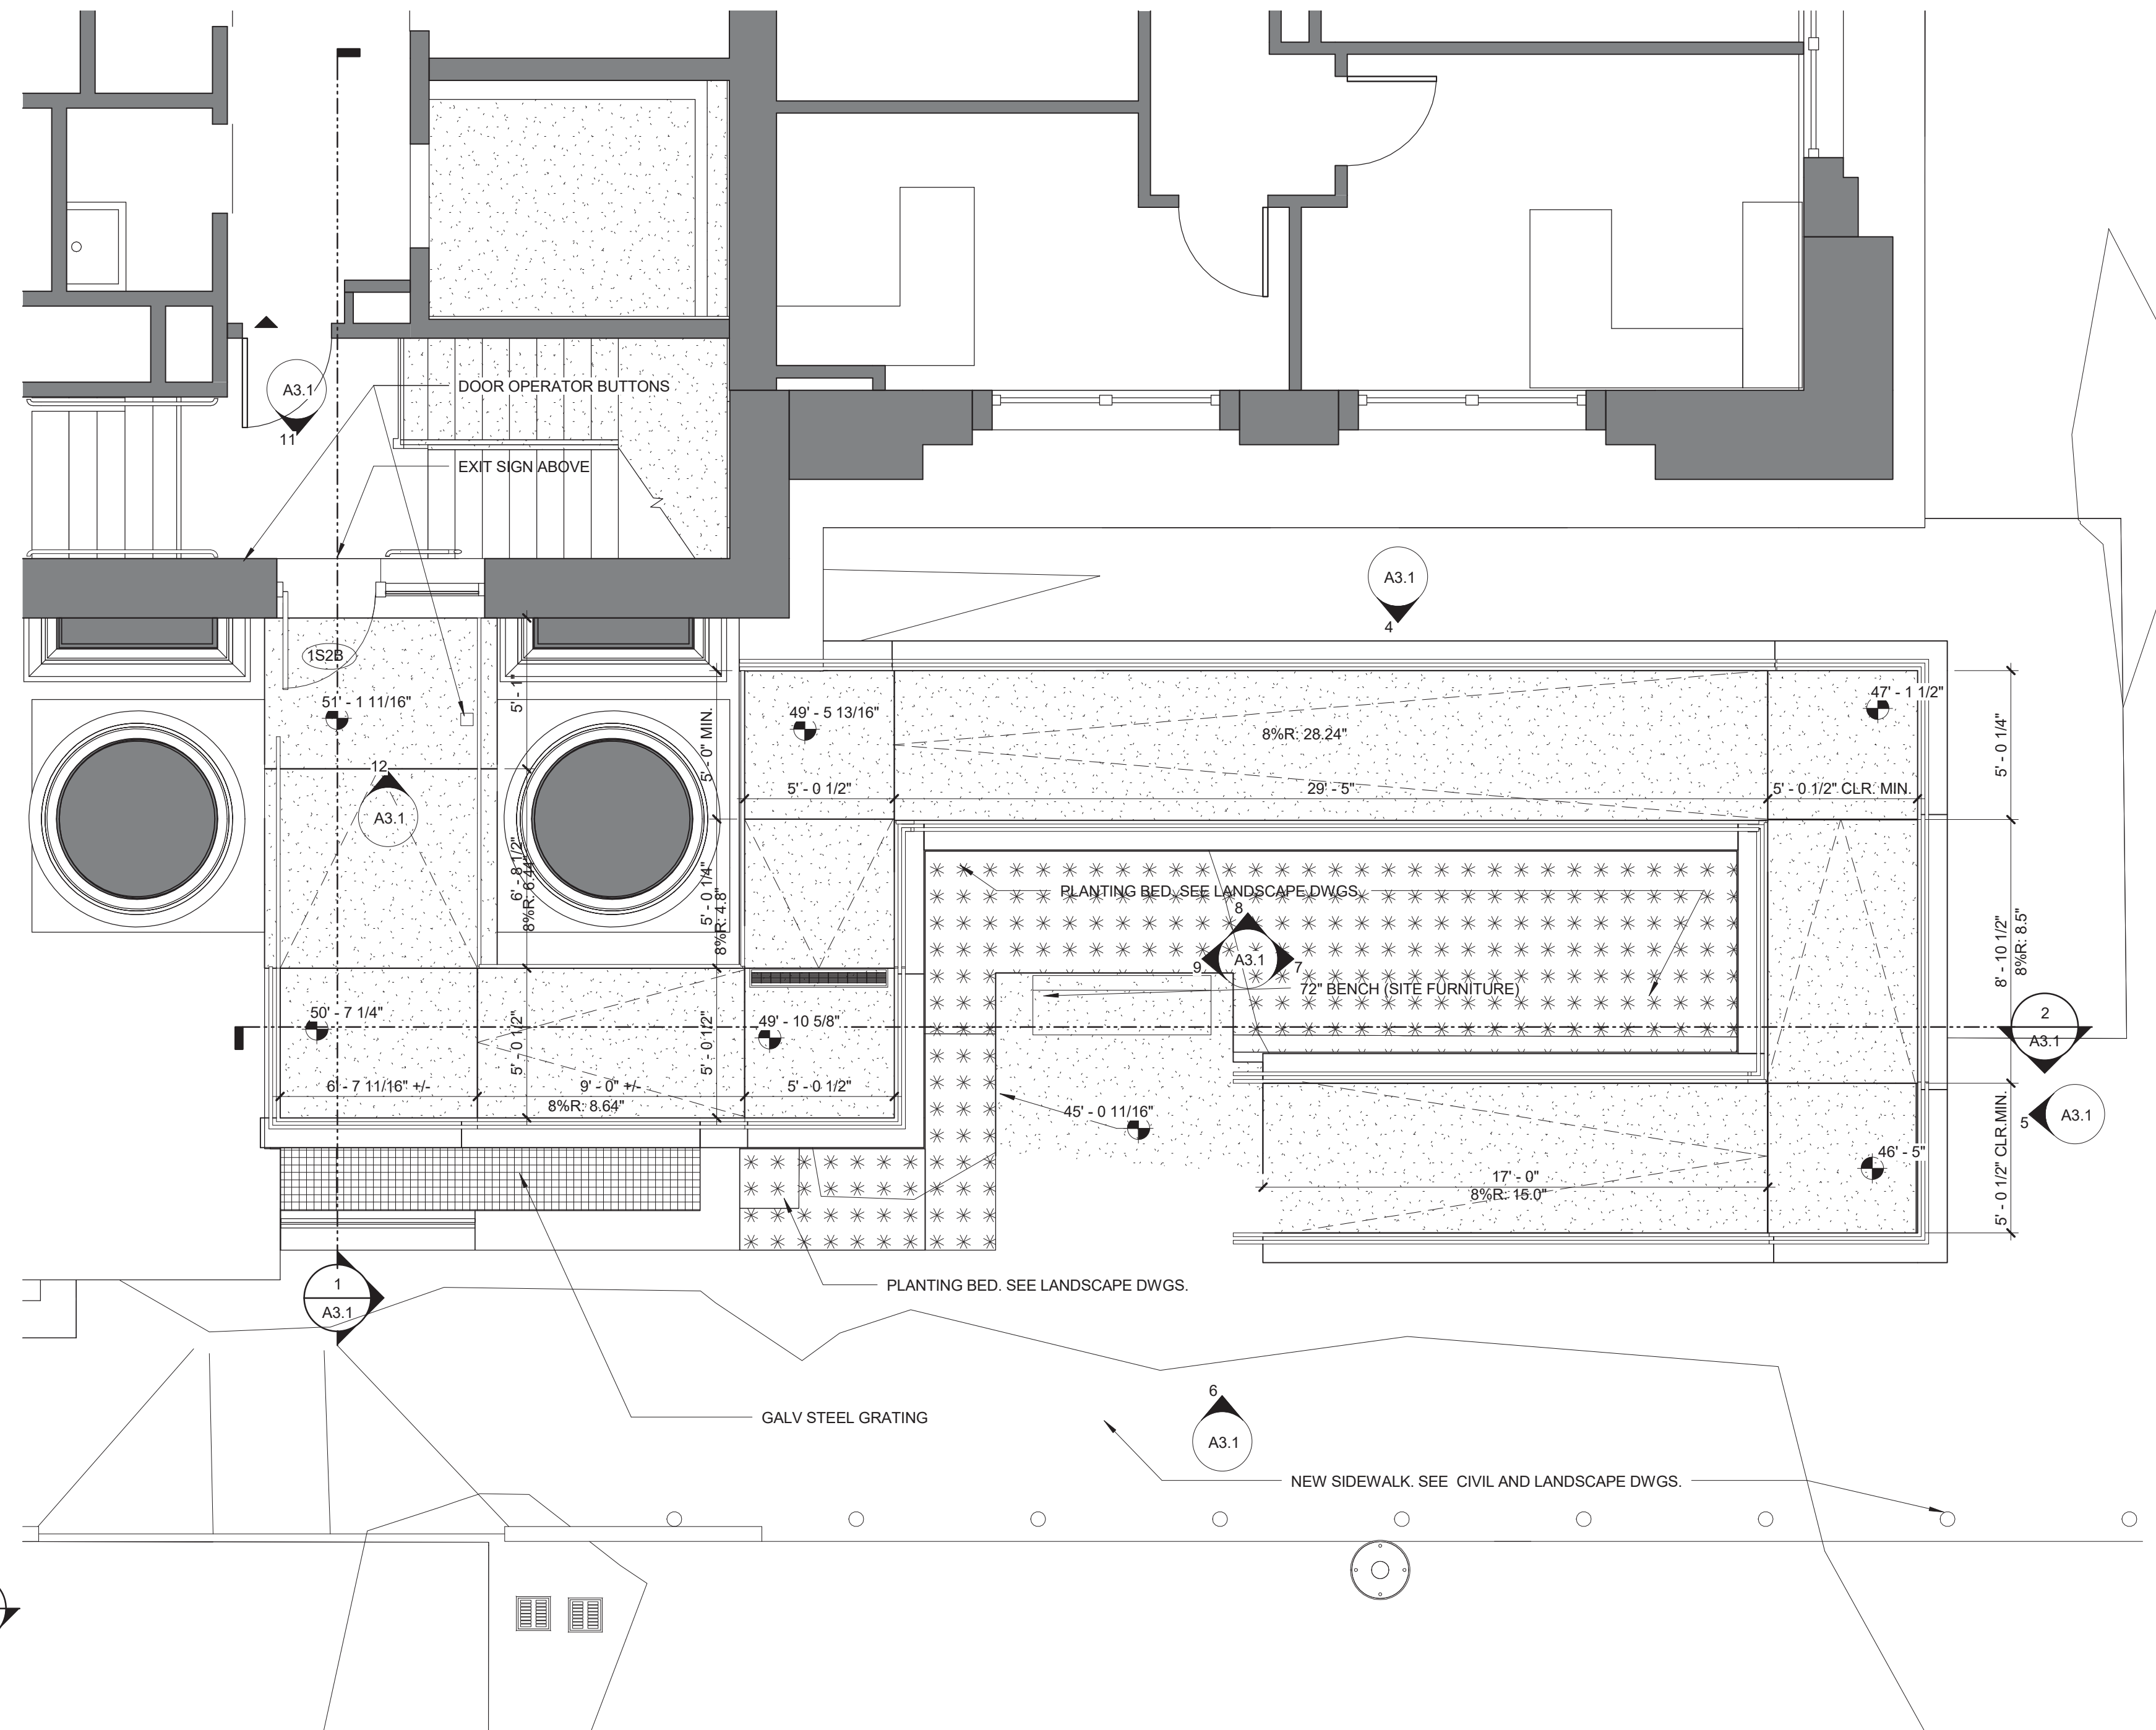 A3.1
11
DOOR OPERATOR BUTTONS
EXIT SIGN ABOVE
A3.1
4
1S2B
51' - 1 11/16"
5' - 1"
5' - 0" MIN.
49' - 5 13/16"
47' - 1 1/2"
8%R: 28.24"
5' - 0 1/4"
12
A3.1
5' - 0 1/2"
29' - 5"
5' - 0 1/2" CLR. MIN.
6' - 8 1/2"
8%R: 6.44"
5' - 0 1/4"
8%R: 4.8"
PLANTING BED. SEE LANDSCAPE DWGS.
8
A3.1
9
7
72" BENCH (SITE FURNITURE)
8' - 10 1/2"
8%R: 8.5"
50' - 7 1/4"
5' - 0 1/2"
5' - 0 1/2"
49' - 10 5/8"
2
A3.1
6' - 7 11/16" +/-
9' - 0" +/-
8%R: 8.64"
5' - 0 1/2"
45' - 0 11/16"
5
A3.1
5' - 0 1/2" CLR.MIN.
46' - 5"
17' - 0"
8%R: 15.0"
1
A3.1
PLANTING BED. SEE LANDSCAPE DWGS.
GALV STEEL GRATING
6
A3.1
NEW SIDEWALK. SEE CIVIL AND LANDSCAPE DWGS.